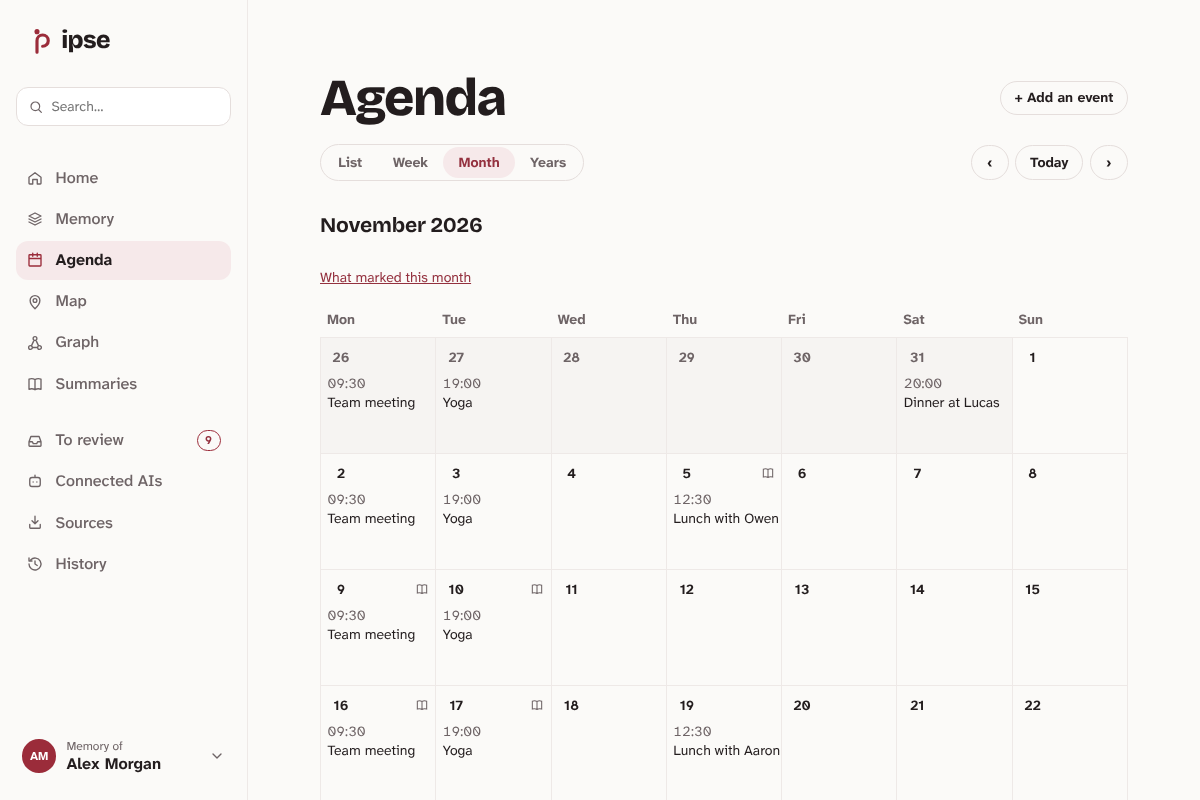 ipse
Search...
Home
Memory
Agenda
Map
Graph
Summaries
To review 9
Connected AIs
Sources
History
AM
Memory of
Alex Morgan
Agenda
+ Add an event
List Week Month Years
‹ Today ›
November 2026
What marked this month
Mon Tue Wed Thu Fri Sat Sun
26 27 28 29 30 31 1
09:30 19:00 20:00
Team meeting Yoga Dinner at Lucas
2 3 4 5 6 7 8
09:30 19:00 12:30
Team meeting Yoga Lunch with Owen
9 10 11 12 13 14 15
09:30 19:00
Team meeting Yoga
16 17 18 19 20 21 22
09:30 19:00 12:30
Team meeting Yoga Lunch with Aaron